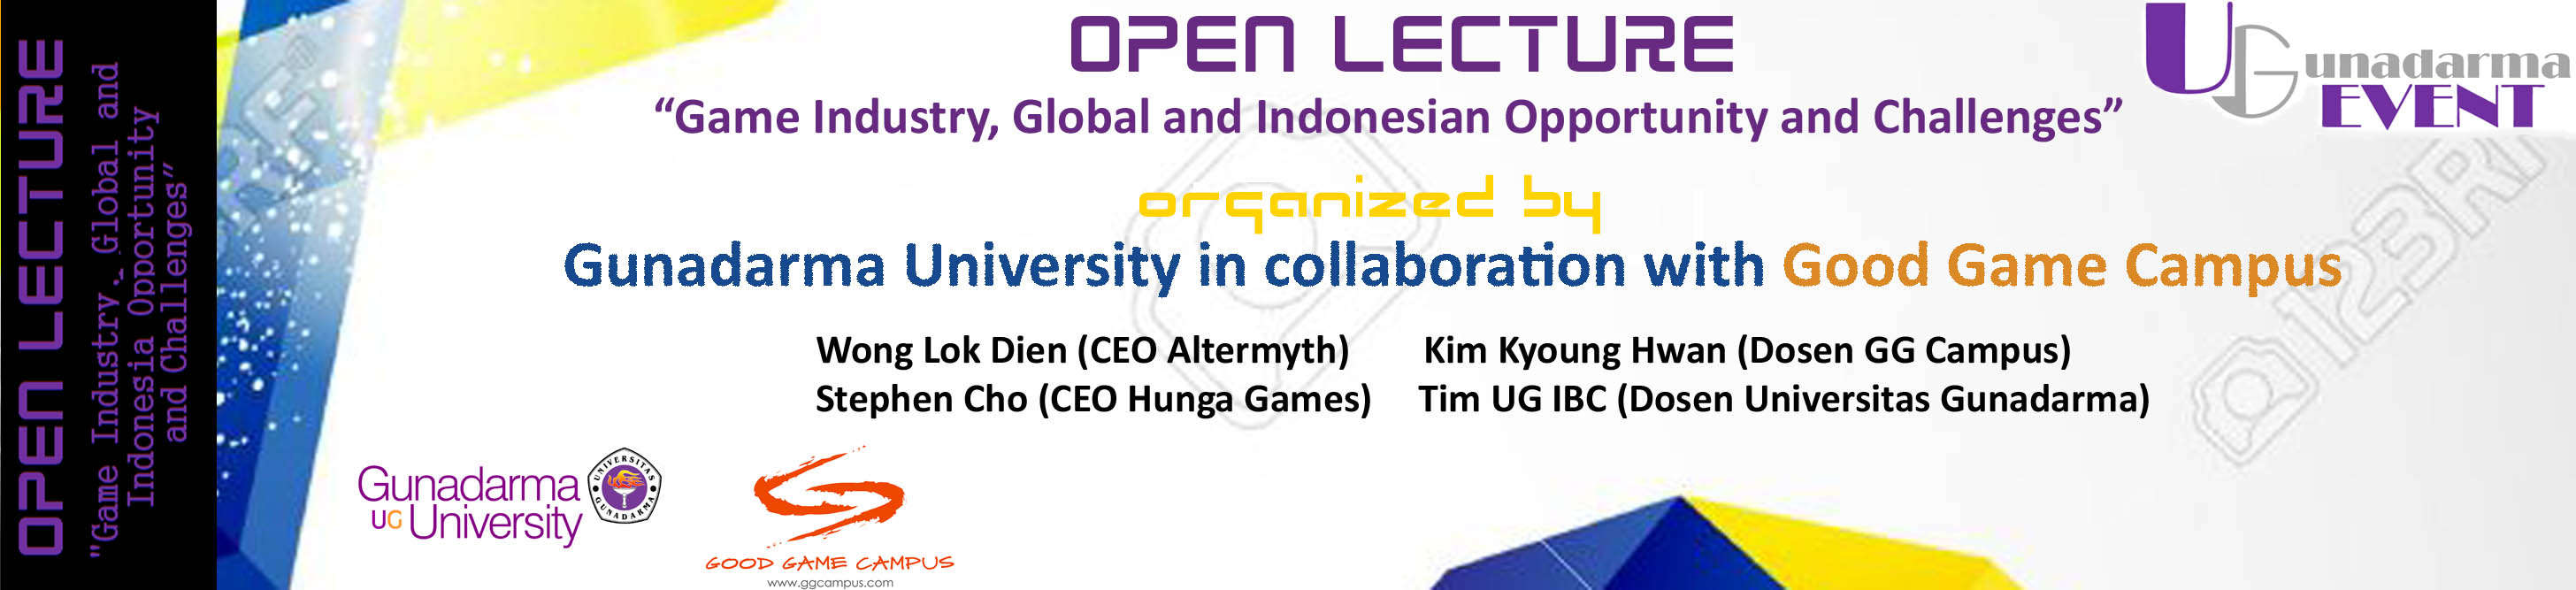 OPEN LECTURE
"Game Industry. Global and
Indonesia Opportunity
and Challenges"
OPEN LECTURE
“Game Industry, Global and Indonesian Opportunity and Challenges”
organized by
Gunadarma University in collaboration with Good Game Campus
Wong Lok Dien (CEO Altermyth) Kim Kyoung Hwan (Dosen GG Campus)
Stephen Cho (CEO Hunga Games) Tim UG IBC (Dosen Universitas Gunadarma)
UG Gunadarma
EVENT
Gunadarma
UG University
UNIVERSITAS GUNADARMA
GOOD GAME CAMPUS
www.ggcampus.com
123R